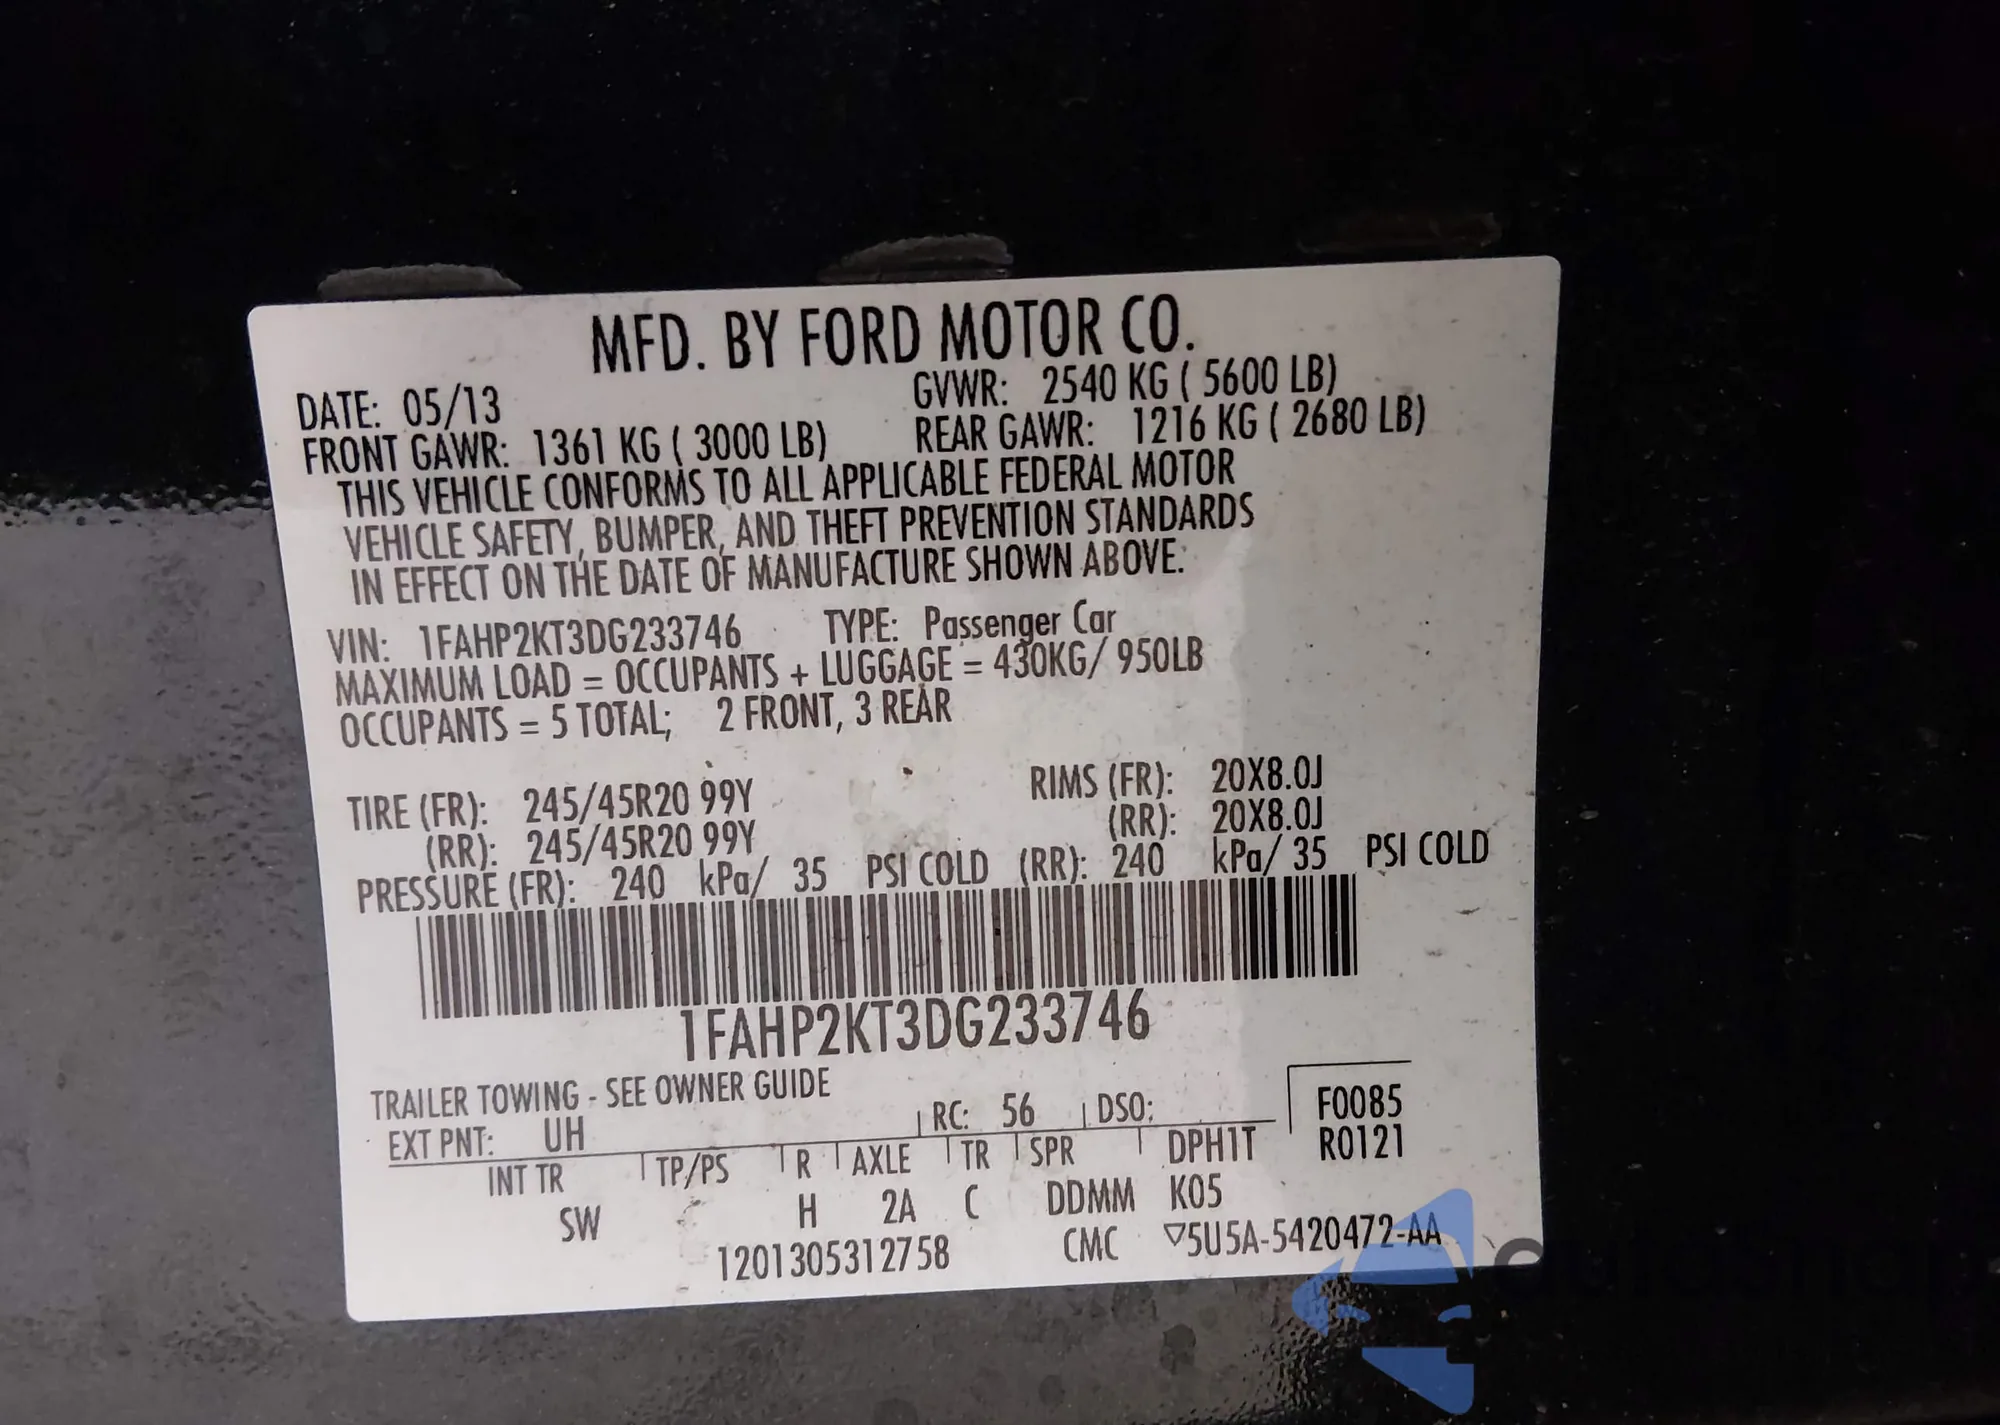 MFD. BY FORD MOTOR CO.
DATE: 05/13 GVWR: 2540 KG ( 5600 LB)
FRONT GAWR: 1361 KG ( 3000 LB) REAR GAWR: 1216 KG ( 2680 LB)
THIS VEHICLE CONFORMS TO ALL APPLICABLE FEDERAL MOTOR
VEHICLE SAFETY, BUMPER, AND THEFT PREVENTION STANDARDS
IN EFFECT ON THE DATE OF MANUFACTURE SHOWN ABOVE.
VIN: 1FAHP2KT3DG233746 TYPE: Passenger Car
MAXIMUM LOAD = OCCUPANTS + LUGGAGE = 430KG/ 950LB
OCCUPANTS = 5 TOTAL; 2 FRONT, 3 REAR
TIRE (FR): 245/45R20 99Y RIMS (FR): 20X8.0J
(RR): 245/45R20 99Y (RR): 20X8.0J
PRESSURE (FR): 240 kPa/ 35 PSI COLD (RR): 240 kPa/ 35 PSI COLD
1FAHP2KT3DG233746
TRAILER TOWING - SEE OWNER GUIDE
EXT PNT: UH RC: 56 DSO: F0085
INT TR TP/PS R AXLE TR SPR DPH1T R0121
SW H 2A C DDMM K05
1201305312758 CMC ▽5U5A-5420472-AA